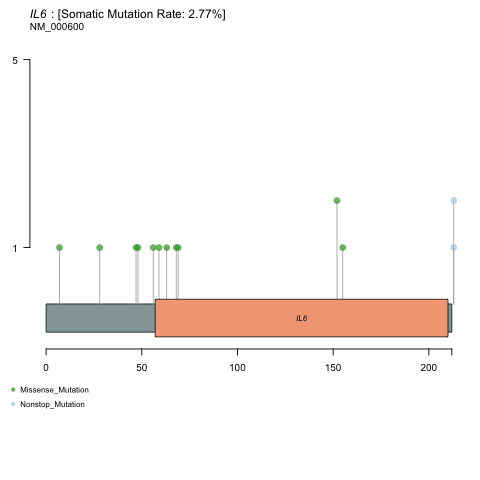 IL6 : [Somatic Mutation Rate: 2.77%]
NM_000600
5
1
IL6
0 50 100 150 200
Missense_Mutation
Nonstop_Mutation